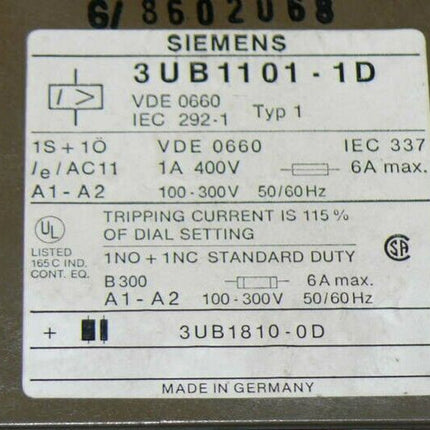 G/ 8602068
SIEMENS
3UB1101-1D
I >
VDE 0660
IEC 292-1 Typ 1
1S + 1Ö VDE 0660 IEC 337
Ie/AC11 1A 400V 6A max.
A1 - A2 100-300V 50/60Hz
UL
LISTED
165C IND.
CONT. EQ.
TRIPPING CURRENT IS 115%
OF DIAL SETTING
1NO + 1NC STANDARD DUTY
B300 6A max.
A1 - A2 100-300V 50/60Hz
SA
+ 3UB1810-0D
MADE IN GERMANY